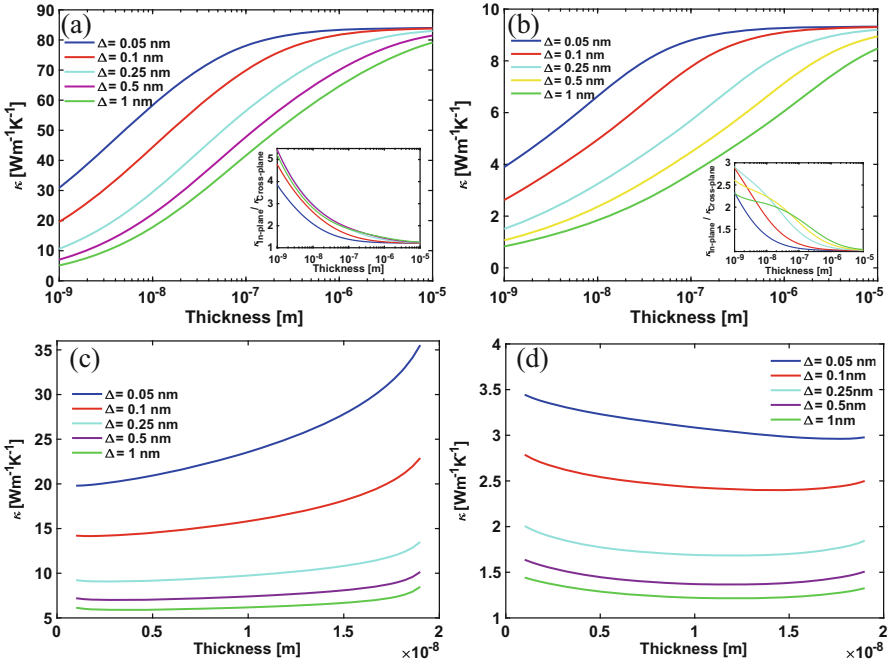 (a)
κ [Wm⁻¹K⁻¹]
90
80
70
60
50
40
30
20
10
0
Δ= 0.05 nm
Δ= 0.1 nm
Δ= 0.25 nm
Δ= 0.5 nm
Δ= 1 nm
κIn-plane / κCross-plane
5
4
3
2
10⁻⁹ 10⁻⁸ 10⁻⁷ 10⁻⁶ 10⁻⁵
Thickness [m]
10⁻⁹ 10⁻⁸ 10⁻⁷ 10⁻⁶ 10⁻⁵
Thickness [m]
(b)
κ [Wm⁻¹K⁻¹]
10
8
6
4
2
0
Δ= 0.05 nm
Δ= 0.1 nm
Δ= 0.25 nm
Δ= 0.5 nm
Δ= 1 nm
κIn-plane / κCross-plane
3
2.5
2
1.5
10⁻⁹ 10⁻⁸ 10⁻⁷ 10⁻⁶ 10⁻⁵
Thickness [m]
10⁻⁹ 10⁻⁸ 10⁻⁷ 10⁻⁶ 10⁻⁵
Thickness [m]
(c)
κ [Wm⁻¹K⁻¹]
35
30
25
20
15
10
5
Δ= 0.05 nm
Δ= 0.1 nm
Δ= 0.25 nm
Δ= 0.5 nm
Δ= 1 nm
0 0.5 1 1.5 2
Thickness [m]
×10⁻⁸
(d)
κ [Wm⁻¹K⁻¹]
4
3.5
3
2.5
2
1.5
1
Δ= 0.05 nm
Δ= 0.1nm
Δ= 0.25nm
Δ= 0.5nm
Δ= 1nm
0 0.5 1 1.5 2
Thickness [m]
×10⁻⁸